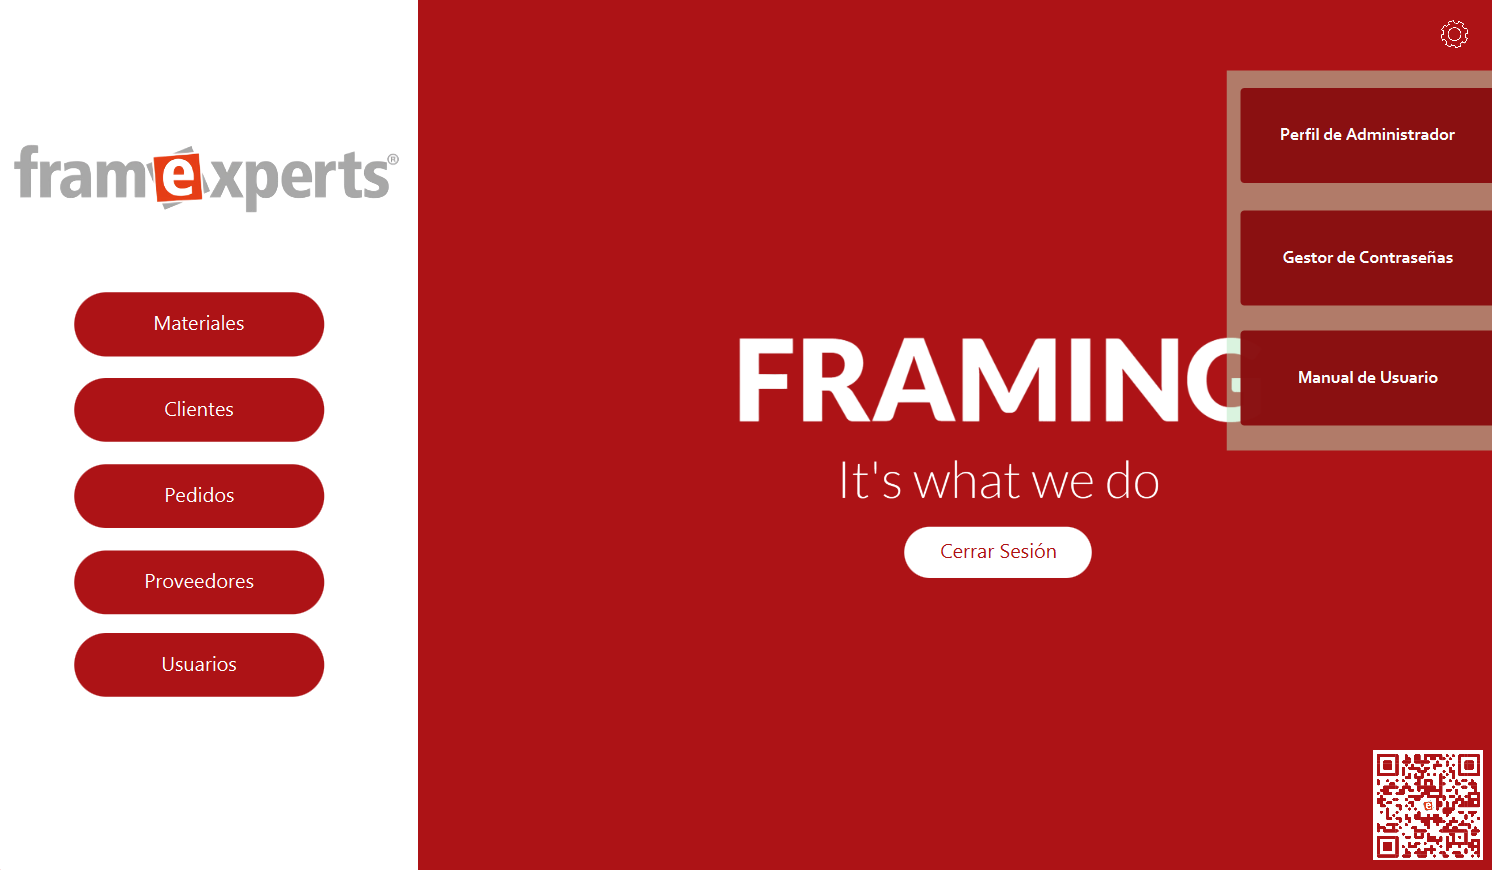 framexperts®
Materiales
Clientes
Pedidos
Proveedores
Usuarios
Perfil de Administrador
Gestor de Contraseñas
Manual de Usuario
FRAMING
It's what we do
Cerrar Sesión